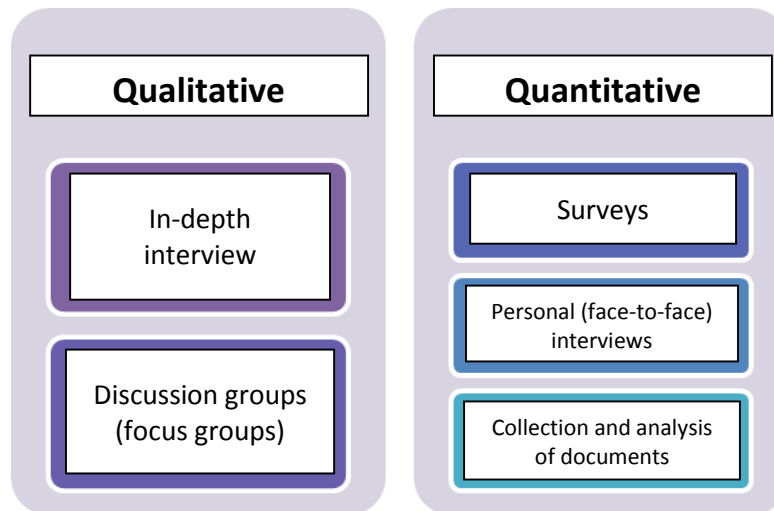 Qualitative
In-depth
interview
Discussion groups
(focus groups)
Quantitative
Surveys
Personal (face-to-face)
interviews
Collection and analysis
of documents